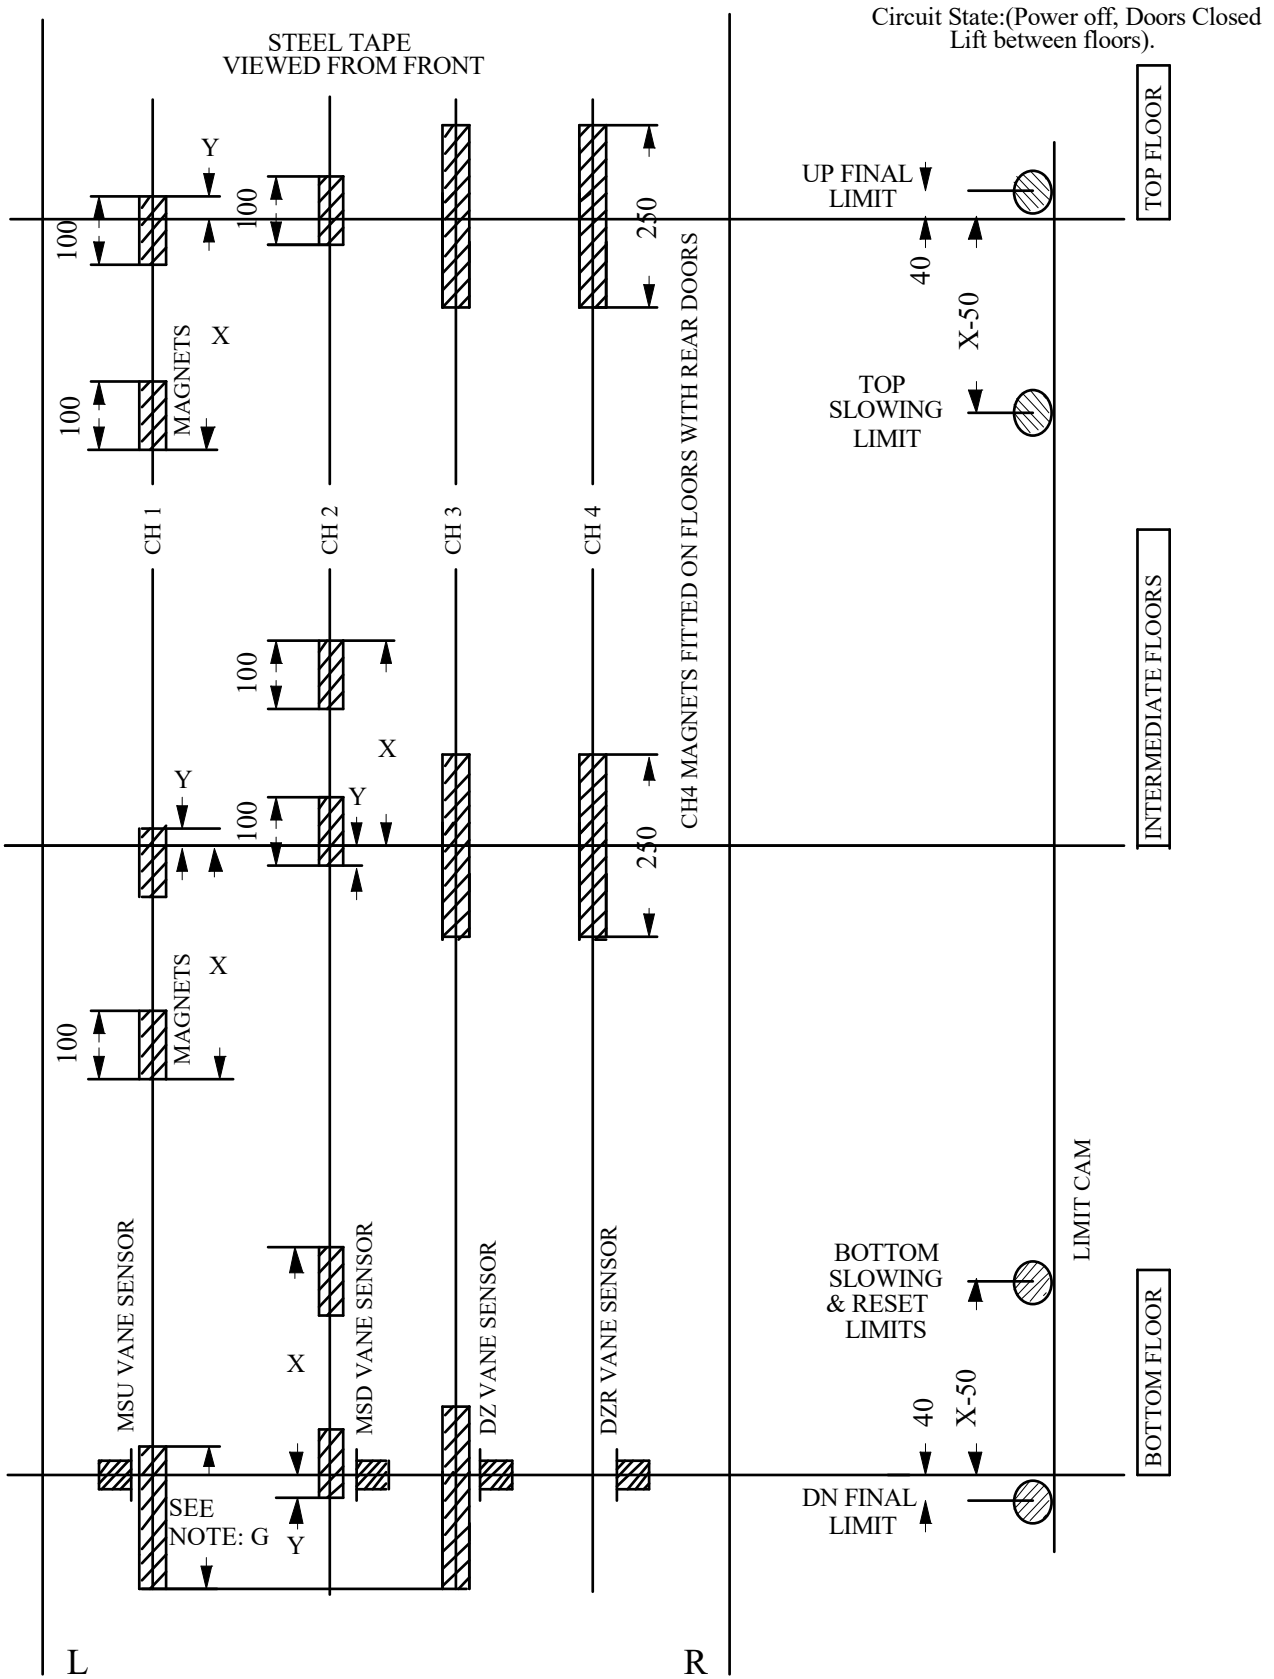 Circuit State:(Power off, Doors Closed
Lift between floors).
STEEL TAPE
VIEWED FROM FRONT
TOP FLOOR
Y
100
100
250
UP FINAL
LIMIT
40
X-50
X
MAGNETS
100
TOP
SLOWING
LIMIT
CH 1
CH 2
CH 3
CH 4
CH4 MAGNETS FITTED ON FLOORS WITH REAR DOORS
INTERMEDIATE FLOORS
100
X
Y
Y
100
250
MAGNETS
X
100
LIMIT CAM
MSU VANE SENSOR
MSD VANE SENSOR
DZ VANE SENSOR
DZR VANE SENSOR
BOTTOM
SLOWING
& RESET
LIMITS
BOTTOM FLOOR
X
40
X-50
SEE
NOTE: G
Y
DN FINAL
LIMIT
L
R